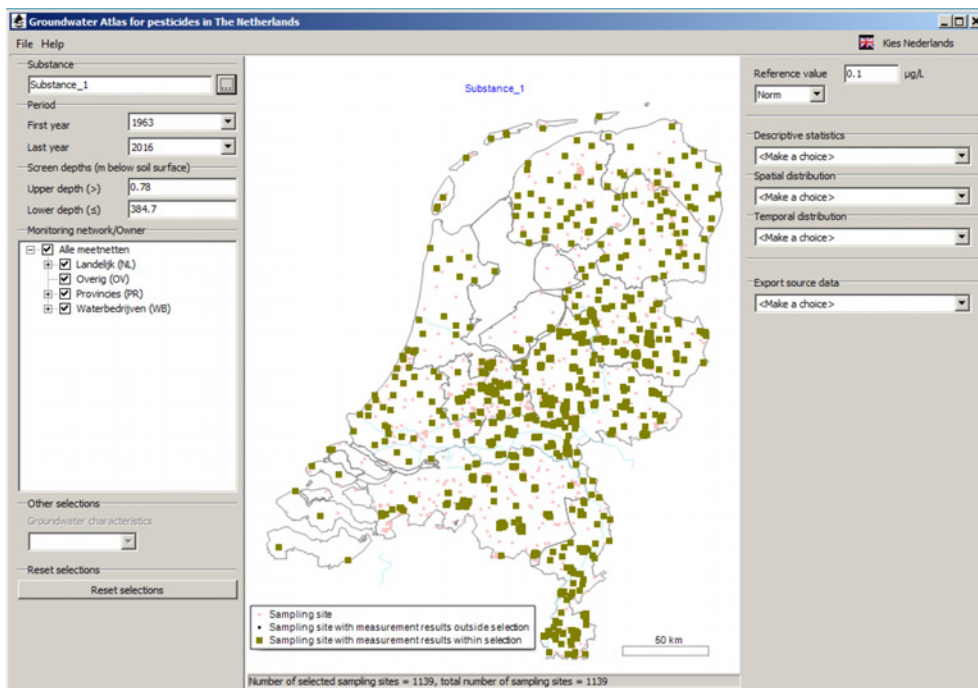 Groundwater Atlas for pesticides in The Netherlands
File Help
Kies Nederlands
Substance
Substance_1
...
Period
First year 1963
Last year 2016
Screen depths (m below soil surface)
Upper depth (>) 0.78
Lower depth (≤) 384.7
Monitoring network/Owner
Alle meetnetten
Landelijk (NL)
Overig (OV)
Provincies (PR)
Waterbedrijven (WB)
Other selections
Groundwater characteristics
Reset selections
Reset selections
Substance_1
Sampling site
Sampling site with measurement results outside selection
Sampling site with measurement results within selection
60 km
Number of selected sampling sites = 1139, total number of sampling sites = 1139
Reference value 0.1 µg/L
Norm
Descriptive statistics
<Make a choice>
Spatial distribution
<Make a choice>
Temporal distribution
<Make a choice>
Export source data
<Make a choice>